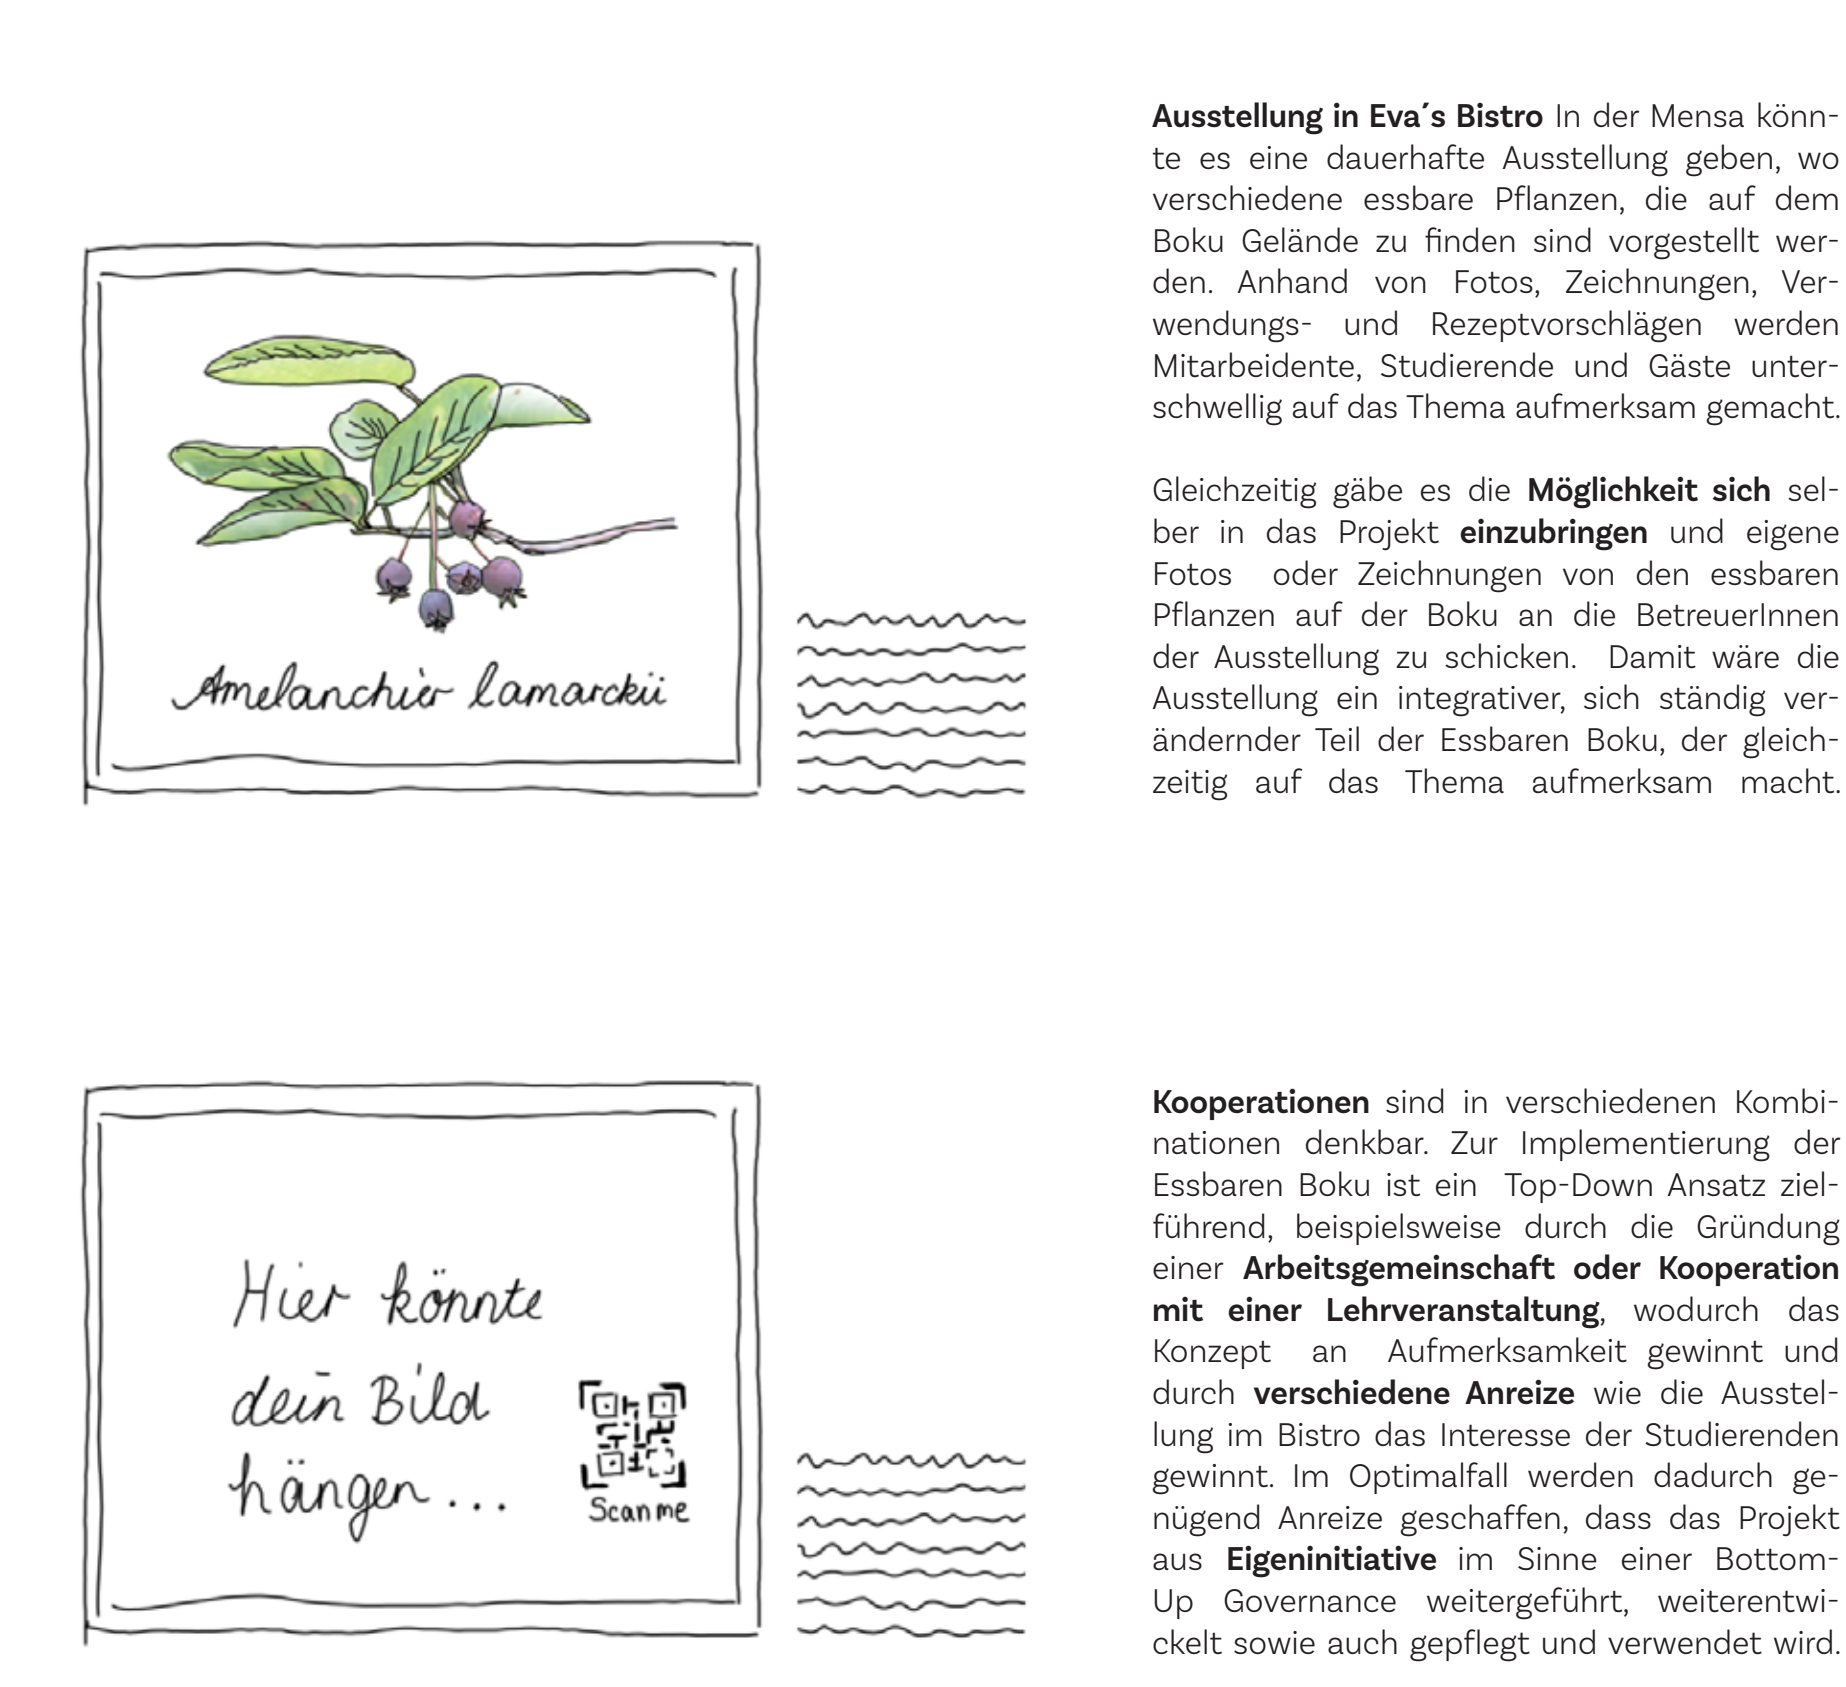 Ausstellung in Eva´s Bistro In der Mensa könn-
te es eine dauerhafte Ausstellung geben, wo
verschiedene essbare Pflanzen, die auf dem
Boku Gelände zu finden sind vorgestellt wer-
den. Anhand von Fotos, Zeichnungen, Ver-
wendungs- und Rezeptvorschlägen werden
Mitarbeidente, Studierende und Gäste unter-
schwellig auf das Thema aufmerksam gemacht.
Gleichzeitig gäbe es die Möglichkeit sich sel-
ber in das Projekt einzubringen und eigene
Fotos oder Zeichnungen von den essbaren
Pflanzen auf der Boku an die BetreuerInnen
der Ausstellung zu schicken. Damit wäre die
Ausstellung ein integrativer, sich ständig ver-
ändernder Teil der Essbaren Boku, der gleich-
zeitig auf das Thema aufmerksam macht.
Amelanchier lamarckii
Kooperationen sind in verschiedenen Kombi-
nationen denkbar. Zur Implementierung der
Essbaren Boku ist ein Top-Down Ansatz ziel-
führend, beispielsweise durch die Gründung
einer Arbeitsgemeinschaft oder Kooperation
mit einer Lehrveranstaltung, wodurch das
Konzept an Aufmerksamkeit gewinnt und
durch verschiedene Anreize wie die Ausstel-
lung im Bistro das Interesse der Studierenden
gewinnt. Im Optimalfall werden dadurch ge-
nügend Anreize geschaffen, dass das Projekt
aus Eigeninitiative im Sinne einer Bottom-
Up Governance weitergeführt, weiterentwi-
ckelt sowie auch gepflegt und verwendet wird.
Hier könnte
dein Bild
hängen...
Scan me